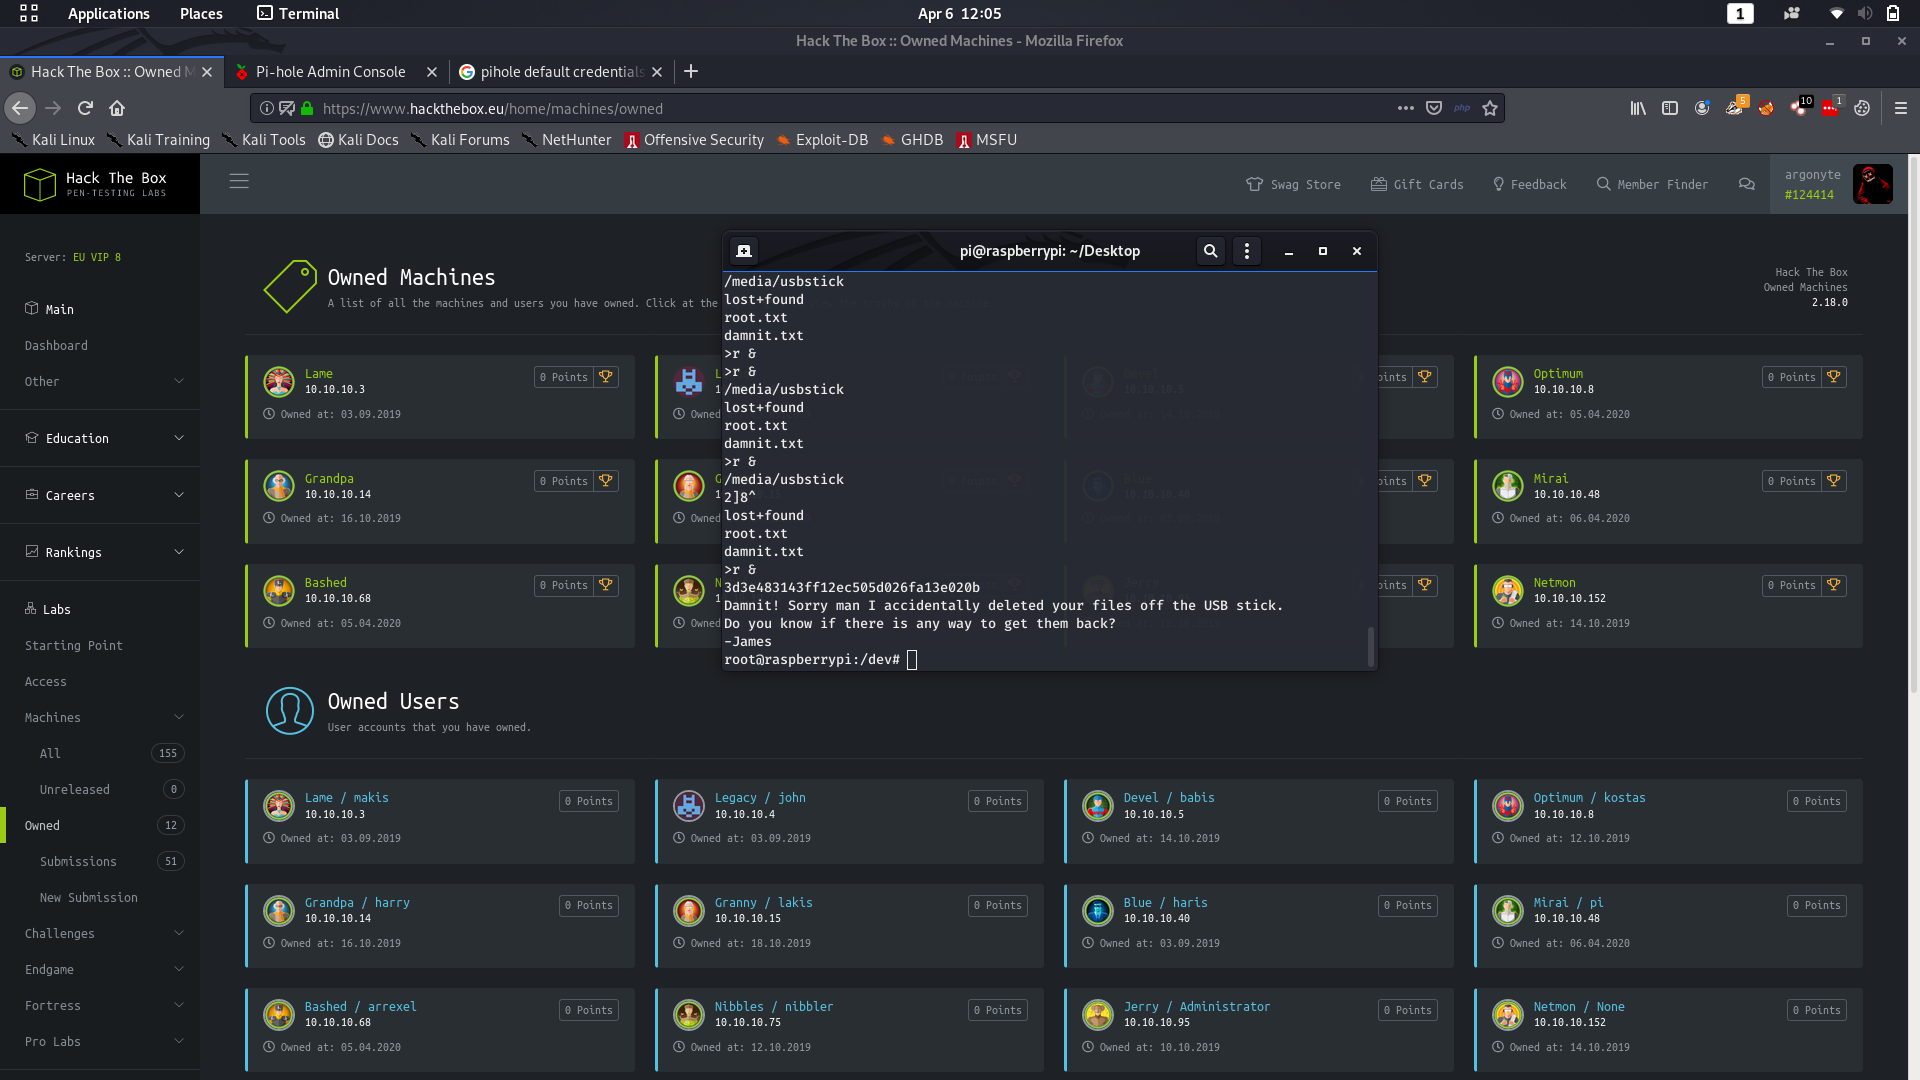 Applications Places Terminal Apr 6 12:05 1
Hack The Box :: Owned Machines - Mozilla Firefox
Hack The Box :: Owned M Pi-hole Admin Console pihole default credentials
https://www.hackthebox.eu/home/machines/owned php 5 10 1
Kali Linux Kali Training Kali Tools Kali Docs Kali Forums NetHunter Offensive Security Exploit-DB GHDB MSFU
Hack The Box
PEN-TESTING LABS
Swag Store Gift Cards Feedback Member Finder
argonyte
#124414
Server: EU VIP 8
Main
Dashboard
Other
Education
Careers
Rankings
Labs
Starting Point
Access
Machines
All 155
Unreleased 0
Owned 12
Submissions 51
New Submission
Challenges
Endgame
Fortress
Pro Labs
Owned Machines
A list of all the machines and users you have owned. Click at the
Hack The Box
Owned Machines
2.18.0
Lame
10.10.10.3
0 Points
Owned at: 03.09.2019
L
1
Owned
oints
Optimum
10.10.10.8
0 Points
Owned at: 05.04.2020
Grandpa
10.10.10.14
0 Points
Owned at: 16.10.2019
G
1
Owned
oints
Mirai
10.10.10.48
0 Points
Owned at: 06.04.2020
Bashed
10.10.10.68
0 Points
Owned at: 05.04.2020
N
1
Owned
oints
Netmon
10.10.10.152
0 Points
Owned at: 14.10.2019
pi@raspberrypi: ~/Desktop
/media/usbstick
lost+found
root.txt
damnit.txt
>r &
>r &
/media/usbstick
lost+found
root.txt
damnit.txt
>r &
/media/usbstick
2]8^
lost+found
root.txt
damnit.txt
>r &
3d3e483143ff12ec505d026fa13e020b
Damnit! Sorry man I accidentally deleted your files off the USB stick.
Do you know if there is any way to get them back?
-James
root@raspberrypi:/dev#
Owned Users
User accounts that you have owned.
Lame / makis
10.10.10.3
0 Points
Owned at: 03.09.2019
Legacy / john
10.10.10.4
0 Points
Owned at: 03.09.2019
Devel / babis
10.10.10.5
0 Points
Owned at: 14.10.2019
Optimum / kostas
10.10.10.8
0 Points
Owned at: 12.10.2019
Grandpa / harry
10.10.10.14
0 Points
Owned at: 16.10.2019
Granny / lakis
10.10.10.15
0 Points
Owned at: 18.10.2019
Blue / haris
10.10.10.40
0 Points
Owned at: 03.09.2019
Mirai / pi
10.10.10.48
0 Points
Owned at: 06.04.2020
Bashed / arrexel
10.10.10.68
0 Points
Owned at: 05.04.2020
Nibbles / nibbler
10.10.10.75
0 Points
Owned at: 12.10.2019
Jerry / Administrator
10.10.10.95
0 Points
Owned at: 10.10.2019
Netmon / None
10.10.10.152
0 Points
Owned at: 14.10.2019